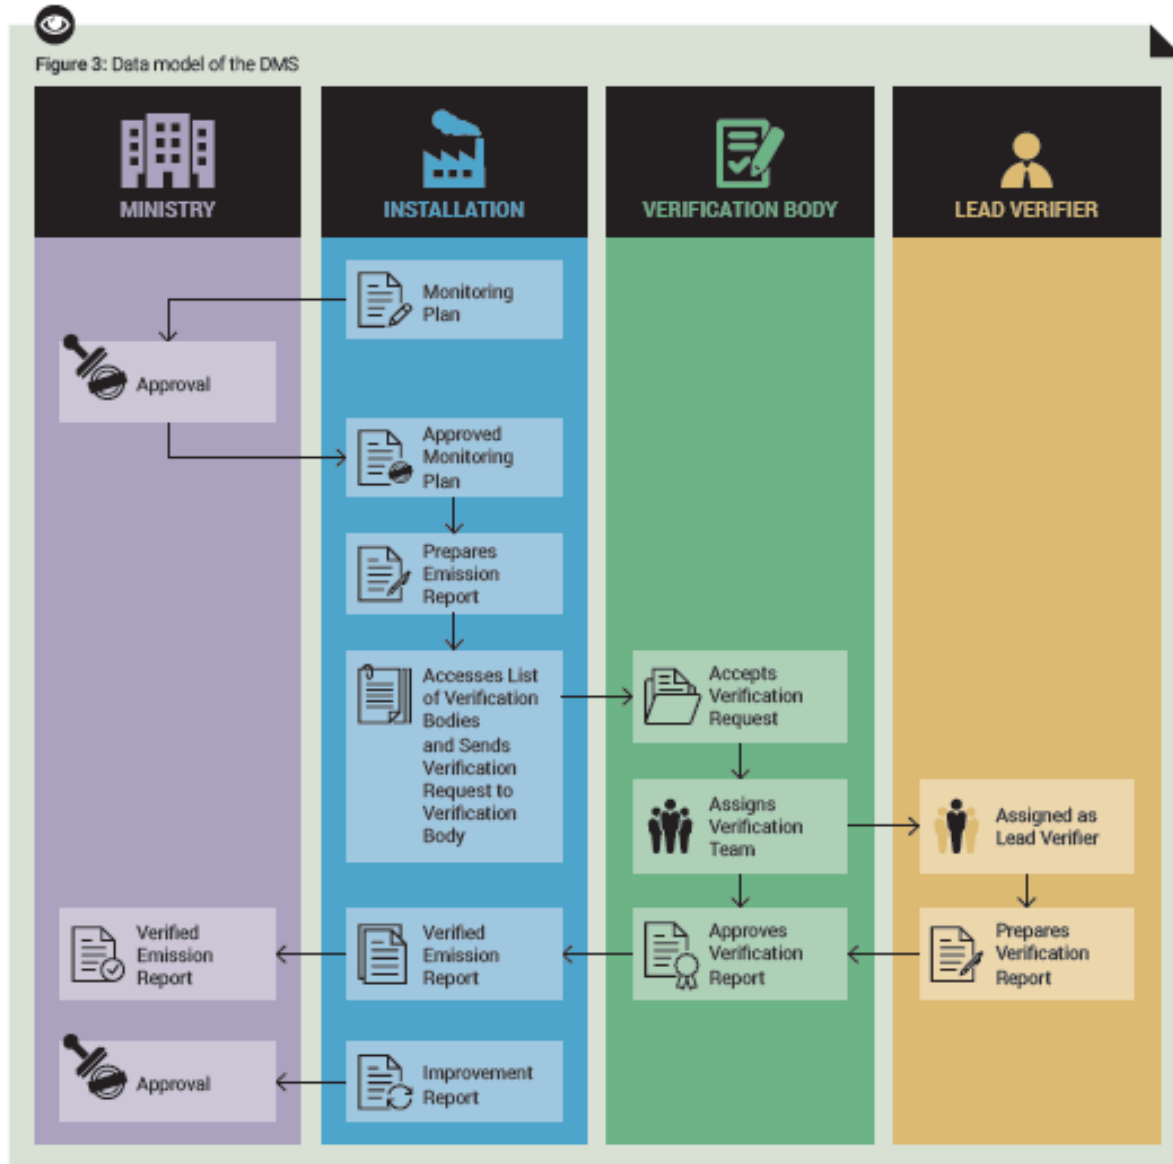 Figure 3: Data model of the DMS
MINISTRY
INSTALLATION
VERIFICATION BODY
LEAD VERIFIER
Monitoring
Plan
Approval
Approved
Monitoring
Plan
Prepares
Emission
Report
Accesses List
of Verification
Bodies
and Sends
Verification
Request to
Verification
Body
Accepts
Verification
Request
Assigns
Verification
Team
Assigned as
Lead Verifier
Verified
Emission
Report
Verified
Emission
Report
Approves
Verification
Report
Prepares
Verification
Report
Approval
Improvement
Report